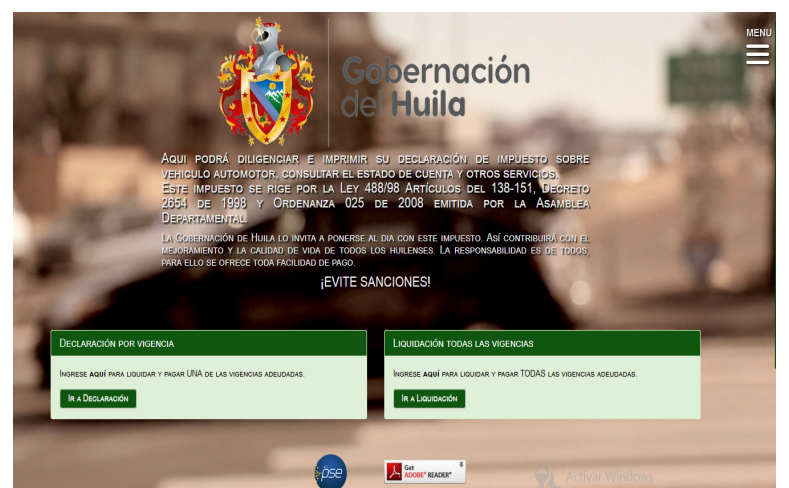 MENU
Gobernación
del Huila
AQUI PODRÁ DILIGENCIAR E IMPRIMIR SU DECLARACIÓN DE IMPUESTO SOBRE
VEHICULO AUTOMOTOR, CONSULTAR EL ESTADO DE CUENTA Y OTROS SERVICIOS.
ESTE IMPUESTO SE RIGE POR LA LEY 488/98 ARTÍCULOS DEL 138-151, DECRETO
2654 DE 1998 Y ORDENANZA 025 DE 2008 EMITIDA POR LA ASAMBLEA
DEPARTAMENTAL.
LA GOBERNACIÓN DE HUILA LO INVITA A PONERSE AL DIA CON ESTE IMPUESTO. ASÍ CONTRIBUIRÁ CON EL
MEJORAMIENTO Y LA CALIDAD DE VIDA DE TODOS LOS HUILENSES. LA RESPONSABILIDAD ES DE TODOS,
PARA ELLO SE OFRECE TODA FACILIDAD DE PAGO.
¡EVITE SANCIONES!
DECLARACIÓN POR VIGENCIA
INGRESE AQUÍ PARA LIQUIDAR Y PAGAR UNA DE LAS VIGENCIAS ADEUDADAS.
IR A DECLARACIÓN
LIQUIDACIÓN TODAS LAS VIGENCIAS
INGRESE AQUÍ PARA LIQUIDAR Y PAGAR TODAS LAS VIGENCIAS ADEUDADAS.
IR A LIQUIDACIÓN
pse
Get
ADOBE® READER®
Activar Windows